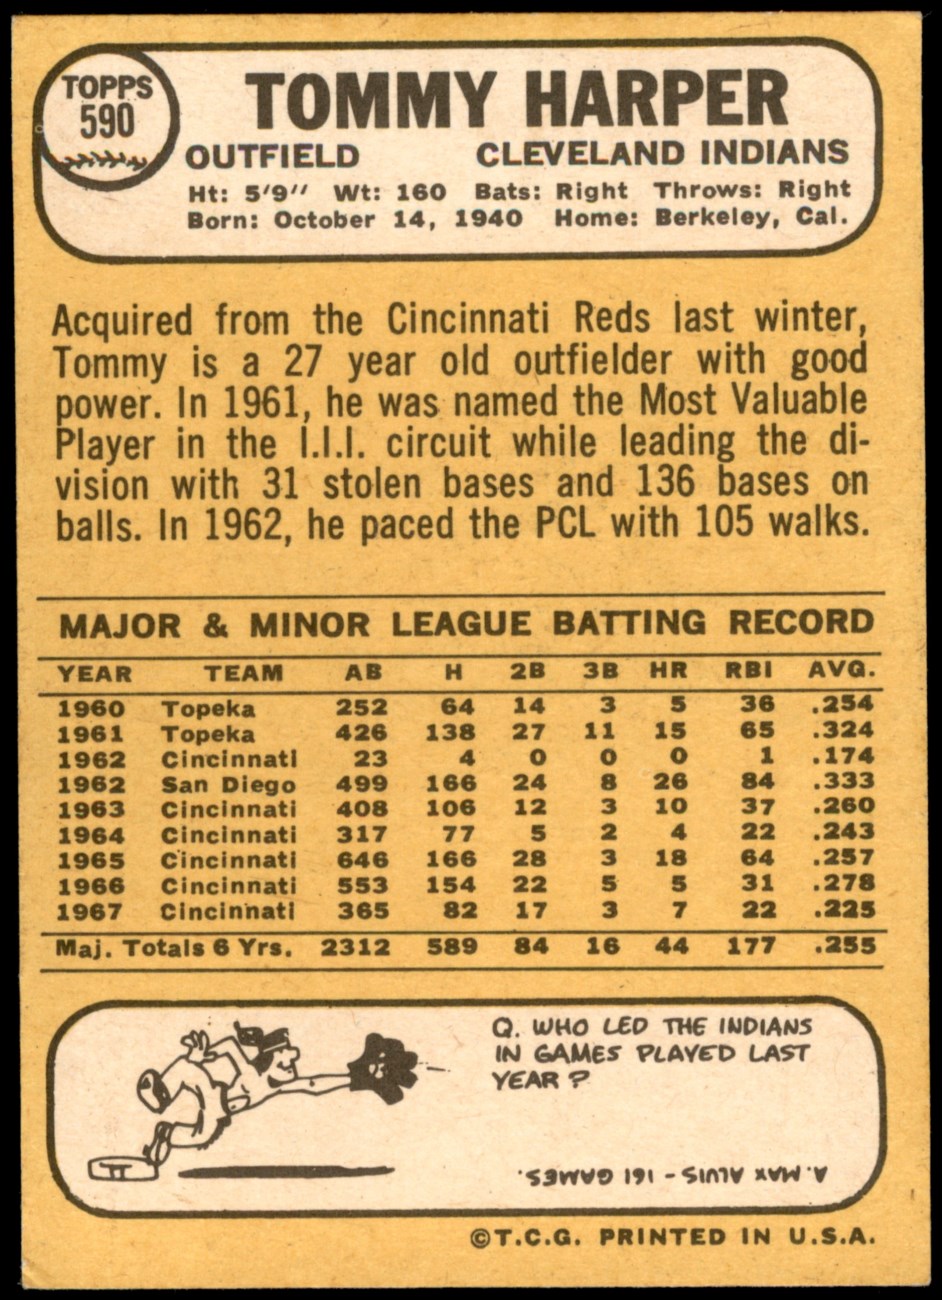 TOPPS
590
TOMMY HARPER
OUTFIELD CLEVELAND INDIANS
Ht: 5'9" Wt: 160 Bats: Right Throws: Right
Born: October 14, 1940 Home: Berkeley, Cal.
Acquired from the Cincinnati Reds last winter,
Tommy is a 27 year old outfielder with good
power. In 1961, he was named the Most Valuable
Player in the I.I.I. circuit while leading the di-
vision with 31 stolen bases and 136 bases on
balls. In 1962, he paced the PCL with 105 walks.
MAJOR & MINOR LEAGUE BATTING RECORD
YEAR TEAM AB H 2B 3B HR RBI AVG.
1960 Topeka 252 64 14 3 5 36 .254
1961 Topeka 426 138 27 11 15 65 .324
1962 Cincinnati 23 4 0 0 0 1 .174
1962 San Diego 499 166 24 8 26 84 .333
1963 Cincinnati 408 106 12 3 10 37 .260
1964 Cincinnati 317 77 5 2 4 22 .243
1965 Cincinnati 646 166 28 3 18 64 .257
1966 Cincinnati 553 154 22 5 5 31 .278
1967 Cincinnati 365 82 17 3 7 22 .225
Maj. Totals 6 Yrs. 2312 589 84 16 44 177 .255
Q. WHO LED THE INDIANS
IN GAMES PLAYED LAST
YEAR?
A. MAX ALVIS - 161 GAMES.
©T.C.G. PRINTED IN U.S.A.